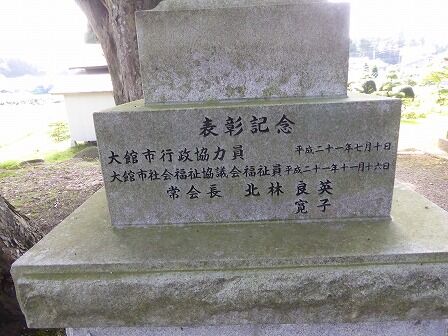 表彰記念
大館市行政協力員 平成二十一年七月十日
大館市社会福祉協議会福祉員 平成二十一年十一月十六日
常会長 北林 良英
寛子